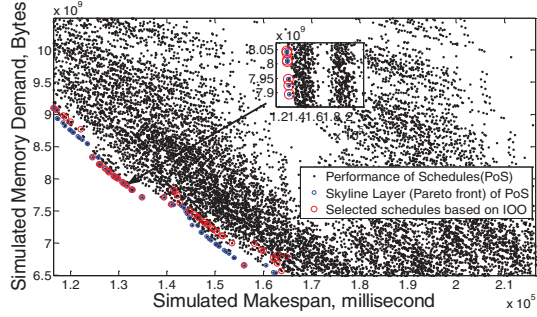 x 10^9
Simulated Memory Demand, Bytes
9.5
9
8.5
8
7.5
7
6.5
x 10^9
8.05
8
7.95
7.9
1.2 1.4 1.6 1.8 2
Performance of Schedules(PoS)
Skyline Layer (Pareto front) of PoS
Selected schedules based on IOO
1.2 1.3 1.4 1.5 1.6 1.7 1.8 1.9 2 2.1
Simulated Makespan, millisecond
x 10^5